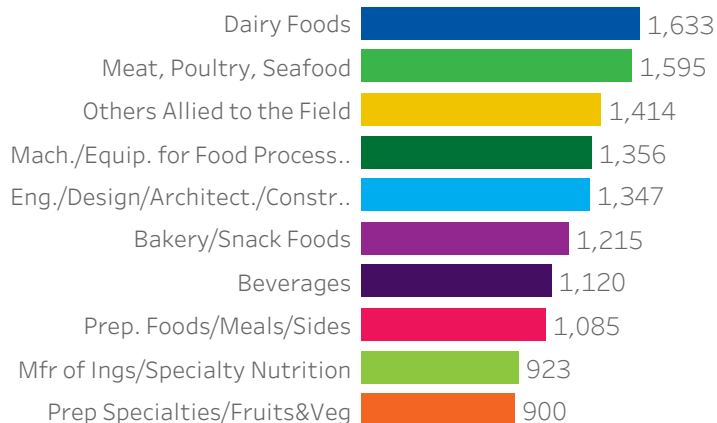 Dairy Foods 1,633
Meat, Poultry, Seafood 1,595
Others Allied to the Field 1,414
Mach./Equip. for Food Process.. 1,356
Eng./Design/Architect./Constr.. 1,347
Bakery/Snack Foods 1,215
Beverages 1,120
Prep. Foods/Meals/Sides 1,085
Mfr of Ings/Specialty Nutrition 923
Prep Specialties/Fruits&Veg 900